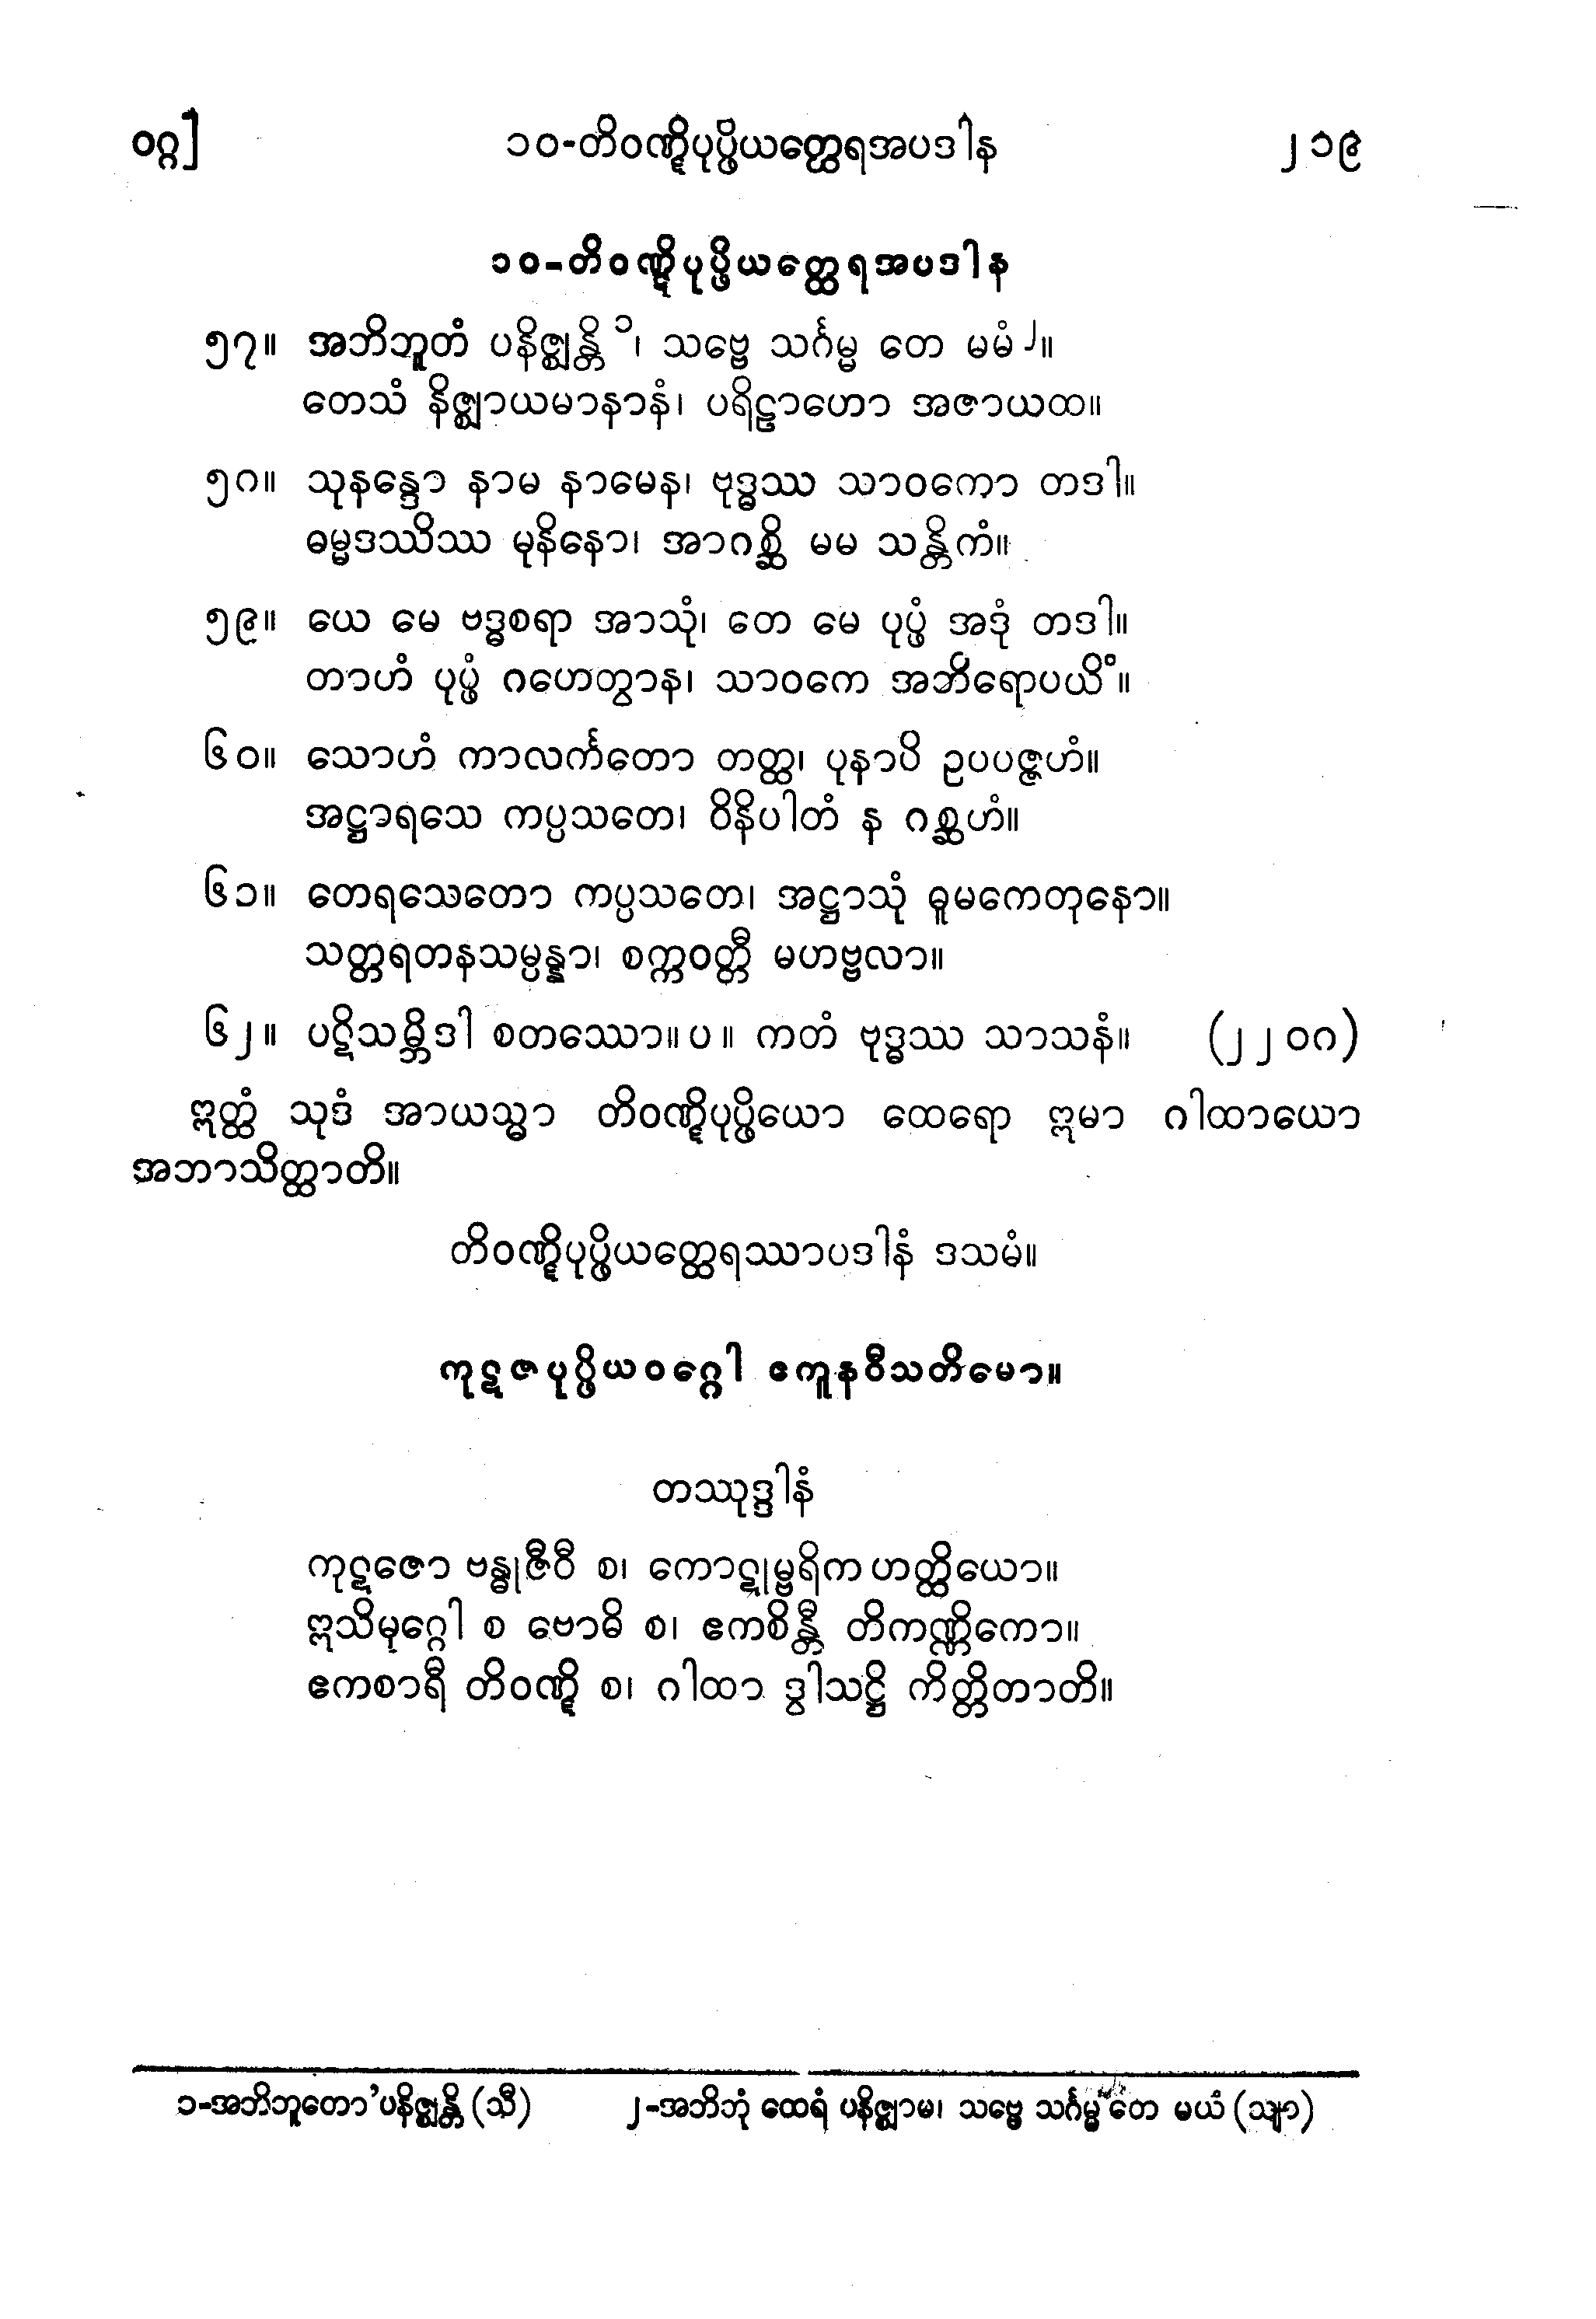 ဝဂ္ဂ] ၁၀-တိဝဏ္ဋိပုပ္ဖိယတ္ထေရအပဒါန ၂၁၉
၁၀-တိဝဏ္ဋိပုပ္ဖိယတ္ထေရအပဒါန
၅၇။ အဘိဘူတံ ပနိဇ္ဈန္တိ ၁၊ သဗ္ဗေ သင်္ဂမ္မ တေ မမံ ၂။
တေသံ နိဇ္ဈာယမာနာနံ၊ ပရိဠာဟော အဇာယထ။
၅၈။ သုနန္ဒော နာမ နာမေန၊ ဗုဒ္ဓဿ သာဝကော တဒါ။
ဓမ္မဒဿိဿ မုနိနော၊ အာဂစ္ဆိ မမ သန္တိကံ။
၅၉။ ယေ မေ ဗဒ္ဓစရာ အာသုံ၊ တေ မေ ပုပ္ဖံ အဒုံ တဒါ။
တာဟံ ပုပ္ဖံ ဂဟေတွာန၊ သာဝကေ အဘိရောပယိံ။
၆၀။ သောဟံ ကာလင်္ကတော တတ္ထ၊ ပုနာပိ ဥပပဇ္ဇဟံ။
အဋ္ဌာရသေ ကပ္ပသတေ၊ ဝိနိပါတံ န ဂစ္ဆဟံ။
၆၁။ တေရသေတော ကပ္ပသတေ၊ အဋ္ဌာသုံ ဓူမကေတုနော။
သတ္တရတနသမ္ပန္နာ၊ စက္ကဝတ္တီ မဟဗ္ဗလာ။
၆၂။ ပဋိသမ္ဘိဒါ စတဿော။ပ။ ကတံ ဗုဒ္ဓဿ သာသနံ။ (၂၂၀၈)
ဣတ္ထံ သုဒံ အာယသ္မာ တိဝဏ္ဋိပုပ္ဖိယော ထေရော ဣမာ ဂါထာယော
အဘာသိတ္ထာတိ။
တိဝဏ္ဋိပုပ္ဖိယတ္ထေရဿာပဒါနံ ဒသမံ။
ကုဋဇပုပ္ဖိယဝဂ္ဂေါ ဧကူနဝီသတိမော။
တဿုဒ္ဒါနံ
ကုဋဇော ဗန္ဓုဇီဝီ စ၊ ကောဋုမ္ဗရိက ဟတ္ထိယော။
ဣသိမုဂ္ဂေါ စ ဗောဓိ စ၊ ဧကစိန္တီ တိကဏ္ဏိကော။
ဧကစာရီ တိဝဏ္ဋိ စ၊ ဂါထာ ဒွါသဋ္ဌိ ကိတ္တိတာတိ။
၁-အဘိဘူတော'ပနိဇ္ဈန္တိ (သီ) ၂-အဘိဘုံ ထေရံ ပနိဇ္ဈာမ၊ သဗ္ဗေ သင်္ဂမ္မ တေ မယံ (သျာ)